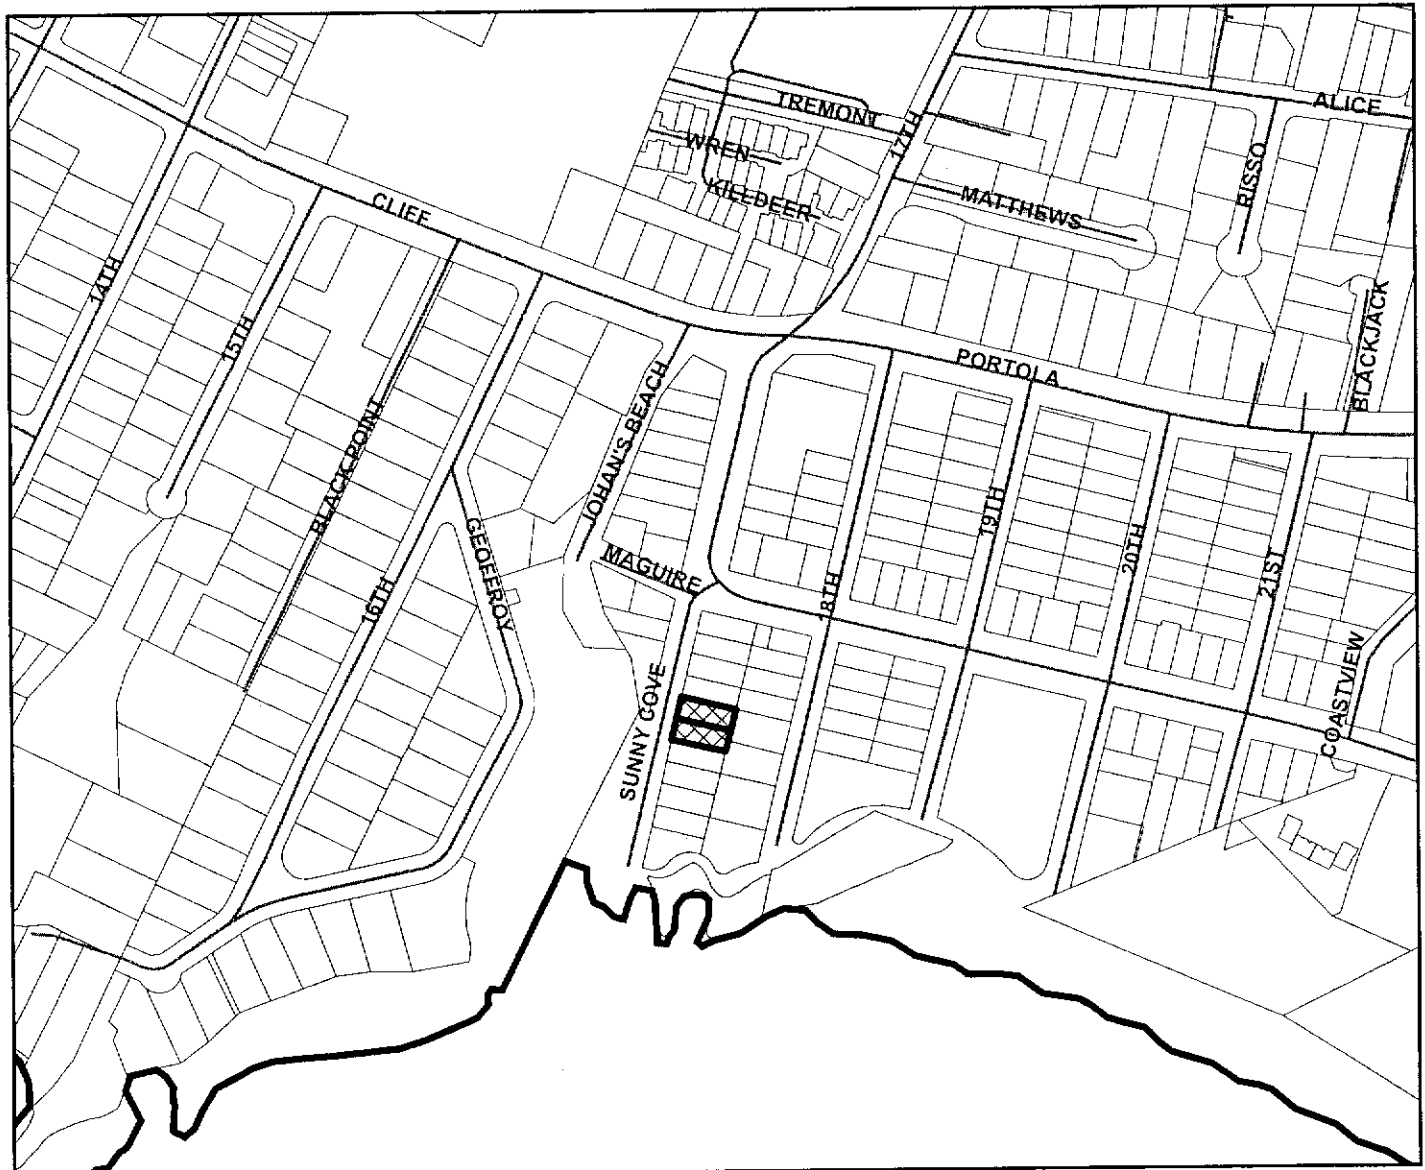 ALICE
TREMONT
17TH
WREN
RISSO
KILLDEER
MATTHEWS
CLIFF
14TH
BLACKJACK
15TH
PORTOLA
JOHAN'S BEACH
BLACK POINT
19TH
GEOFFROY
20TH
MAGUIRE
21ST
16TH
18TH
COASTVIEW
SUNNY COVE